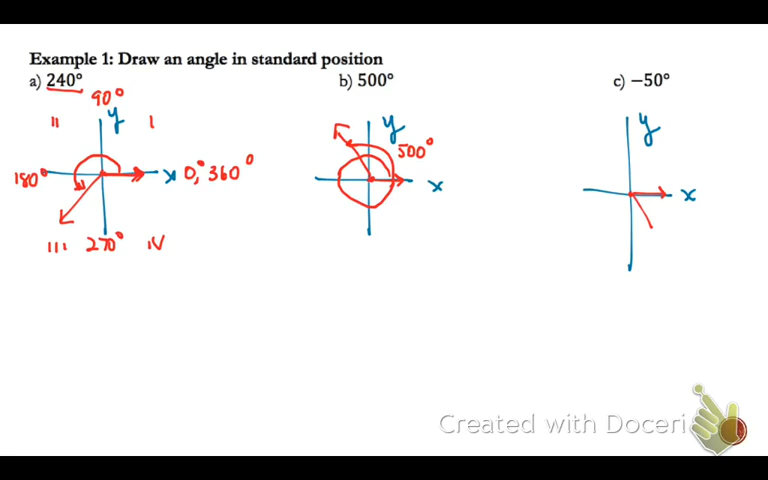 Example 1: Draw an angle in standard position
a) 240° b) 500° c) −50°
90°
II y I
180° x 0°, 360°
III 270° IV
y
500°
x
y
x
Created with Doceri